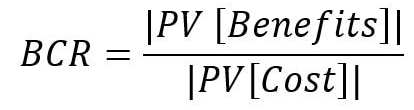 BCR = |PV [Benefits]| / |PV[Cost]|